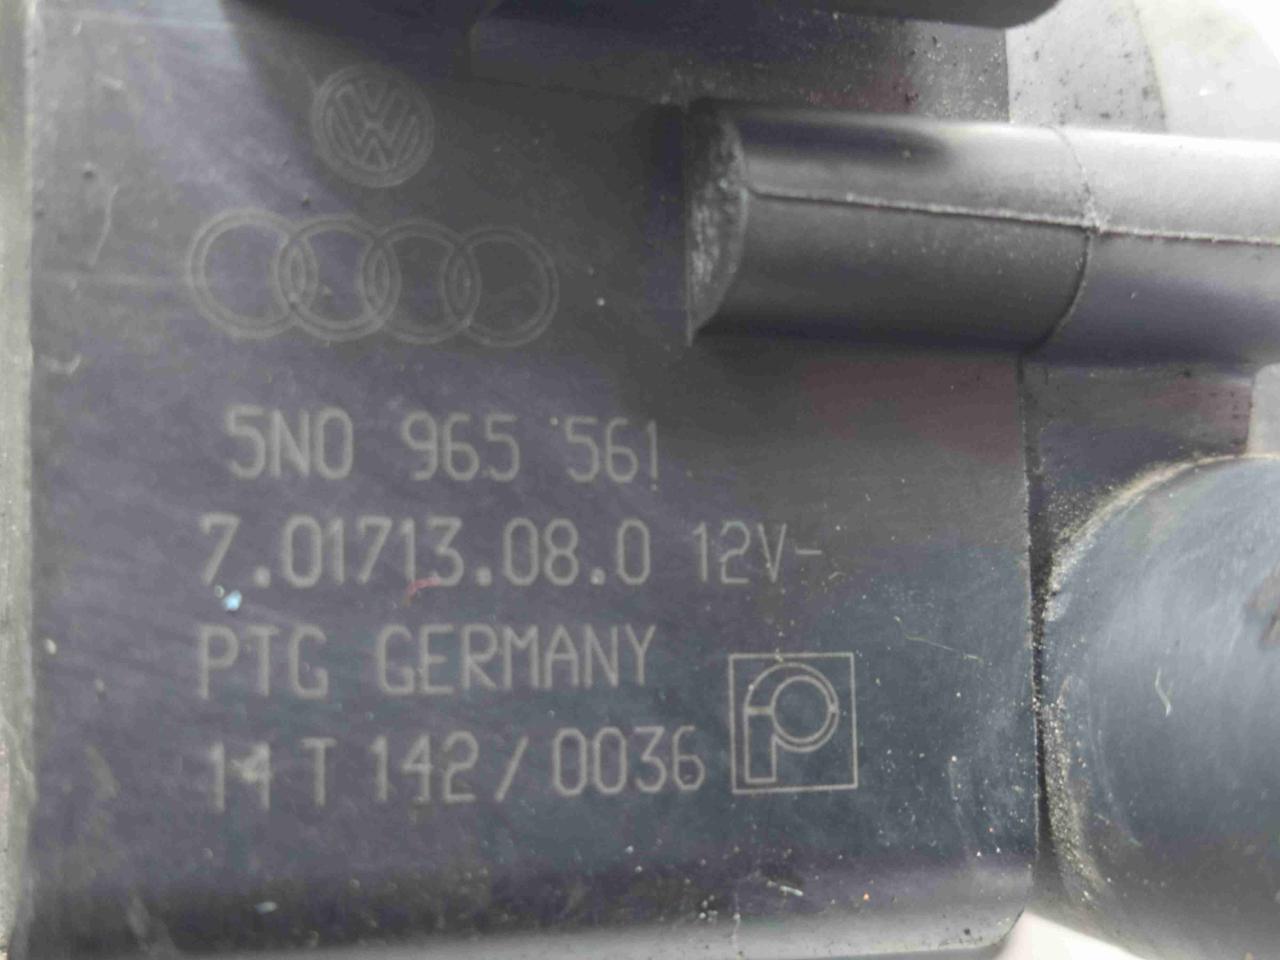 5N0 965 561
7.01713.08.0 12V-
PTG GERMANY
14 T 142/0036